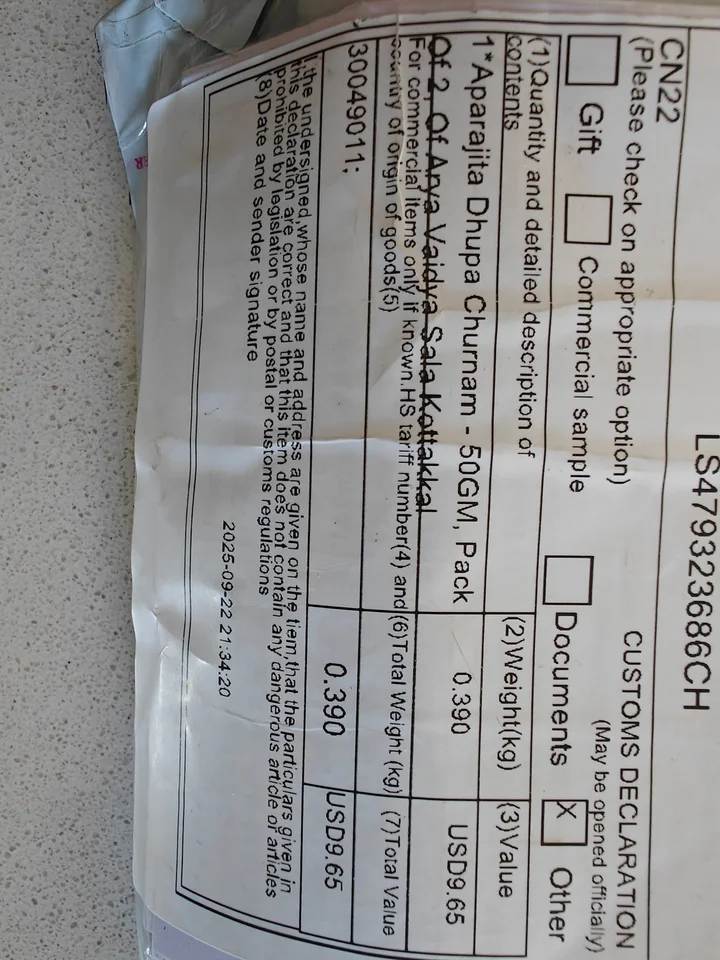 LS479323686CH
CN22
CUSTOMS DECLARATION
(Please check on appropriate option)
(May be opened officially)
Gift
Commercial sample
Documents
X Other
(1)Quantity and detailed description of
contents
(2)Weight(kg)
(3)Value
1*Aparajita Dhupa Churnam - 50GM, Pack
Of 2, Of Arya Vaidya Sala Kottakkal
0.390
USD9.65
For commercial items only if known.HS tariff number(4) and
country of origin of goods(5)
(6)Total Weight (kg)
(7)Total Value
30049011;
0.390
USD9.65
I,the undersigned,whose name and address are given on the tiem,that the particulars given in
this declaration are correct and that this item does not contain any dangerous article or articles
prohibited by legislation or by postal or customs regulations
(8)Date and sender signature
2025-09-22 21:34:20